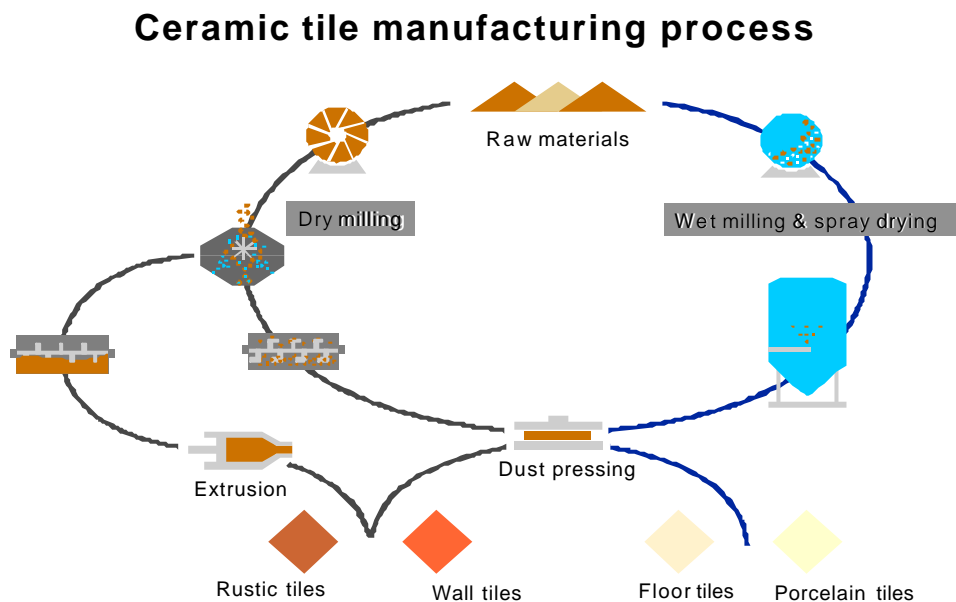 Ceramic tile manufacturing process
Raw materials
Dry milling
Wet milling & spray drying
Dust pressing
Extrusion
Rustic tiles
Wall tiles
Floor tiles
Porcelain tiles